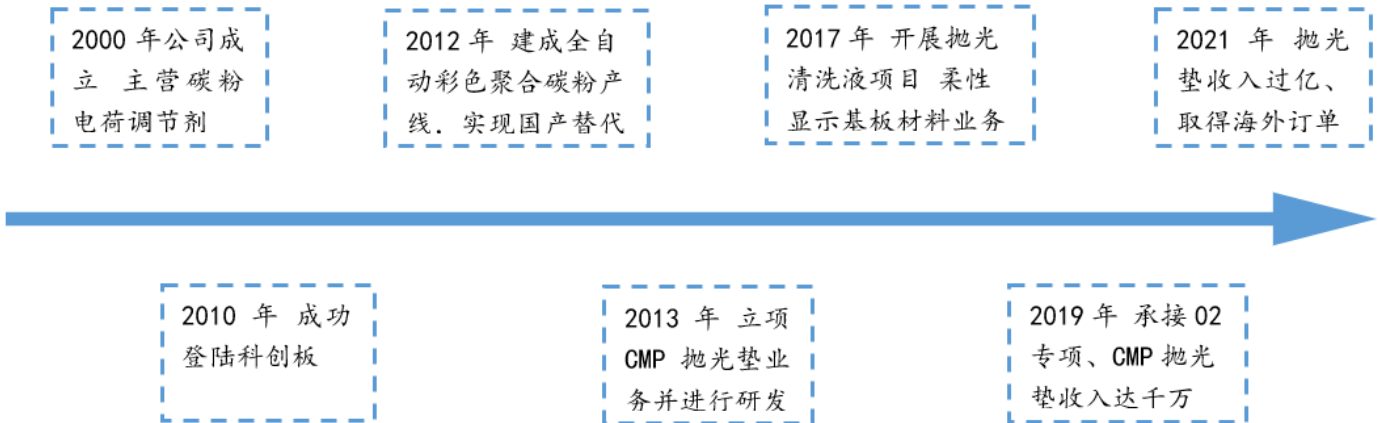 2000 年公司成
立 主营碳粉
电荷调节剂
2012 年 建成全自
动彩色聚合碳粉产
线．实现国产替代
2017 年 开展抛光
清洗液项目 柔性
显示基板材料业务
2021 年 抛光
垫收入过亿、
取得海外订单
2010 年 成功
登陆科创板
2013 年 立项
CMP 抛光垫业
务并进行研发
2019 年 承接 02
专项、CMP 抛光
垫收入达千万